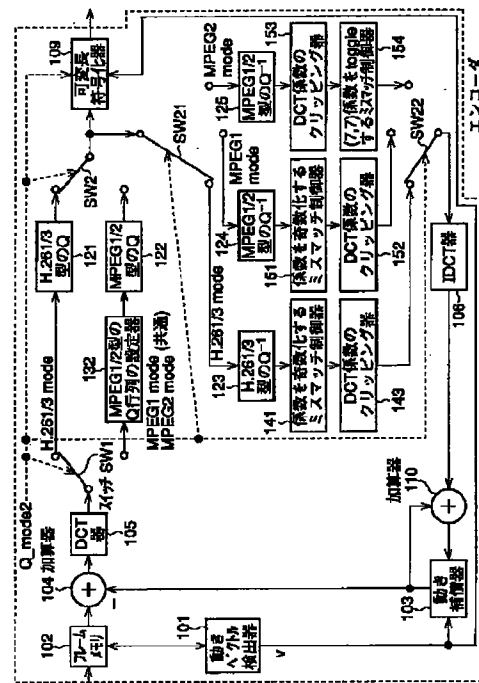 Q_mode2
102
フレーム
メモリ
104 加算器
−
DCT器
105
スイッチ
SW1
H.261/3 mode
H.261/3
型のQ
121
MPEG1/2型の
Q行列の設定器
132
MPEG1/2
型のQ
122
MPEG1 mode (共通)
MPEG2 mode
SW2
109
可変長
符号化器
SW21
H.261/3 mode
MPEG1
mode
MPEG2
mode
123
H.261/3
型のQ⁻¹
124
MPEG1/2
型のQ⁻¹
125
MPEG1/2
型のQ⁻¹
141
係数を奇数化する
ミスマッチ制御器
151
係数を奇数化する
ミスマッチ制御器
153
DCT係数の
クリッピング器
143
DCT係数の
クリッピング器
152
DCT係数の
クリッピング器
154
(7,7)係数をtoggle
するミスマッチ制御器
SW22
101
動き
ベクトル
検出器
v
103
動き
補償器
加算器
110
IDCT器
106
エンコーダ